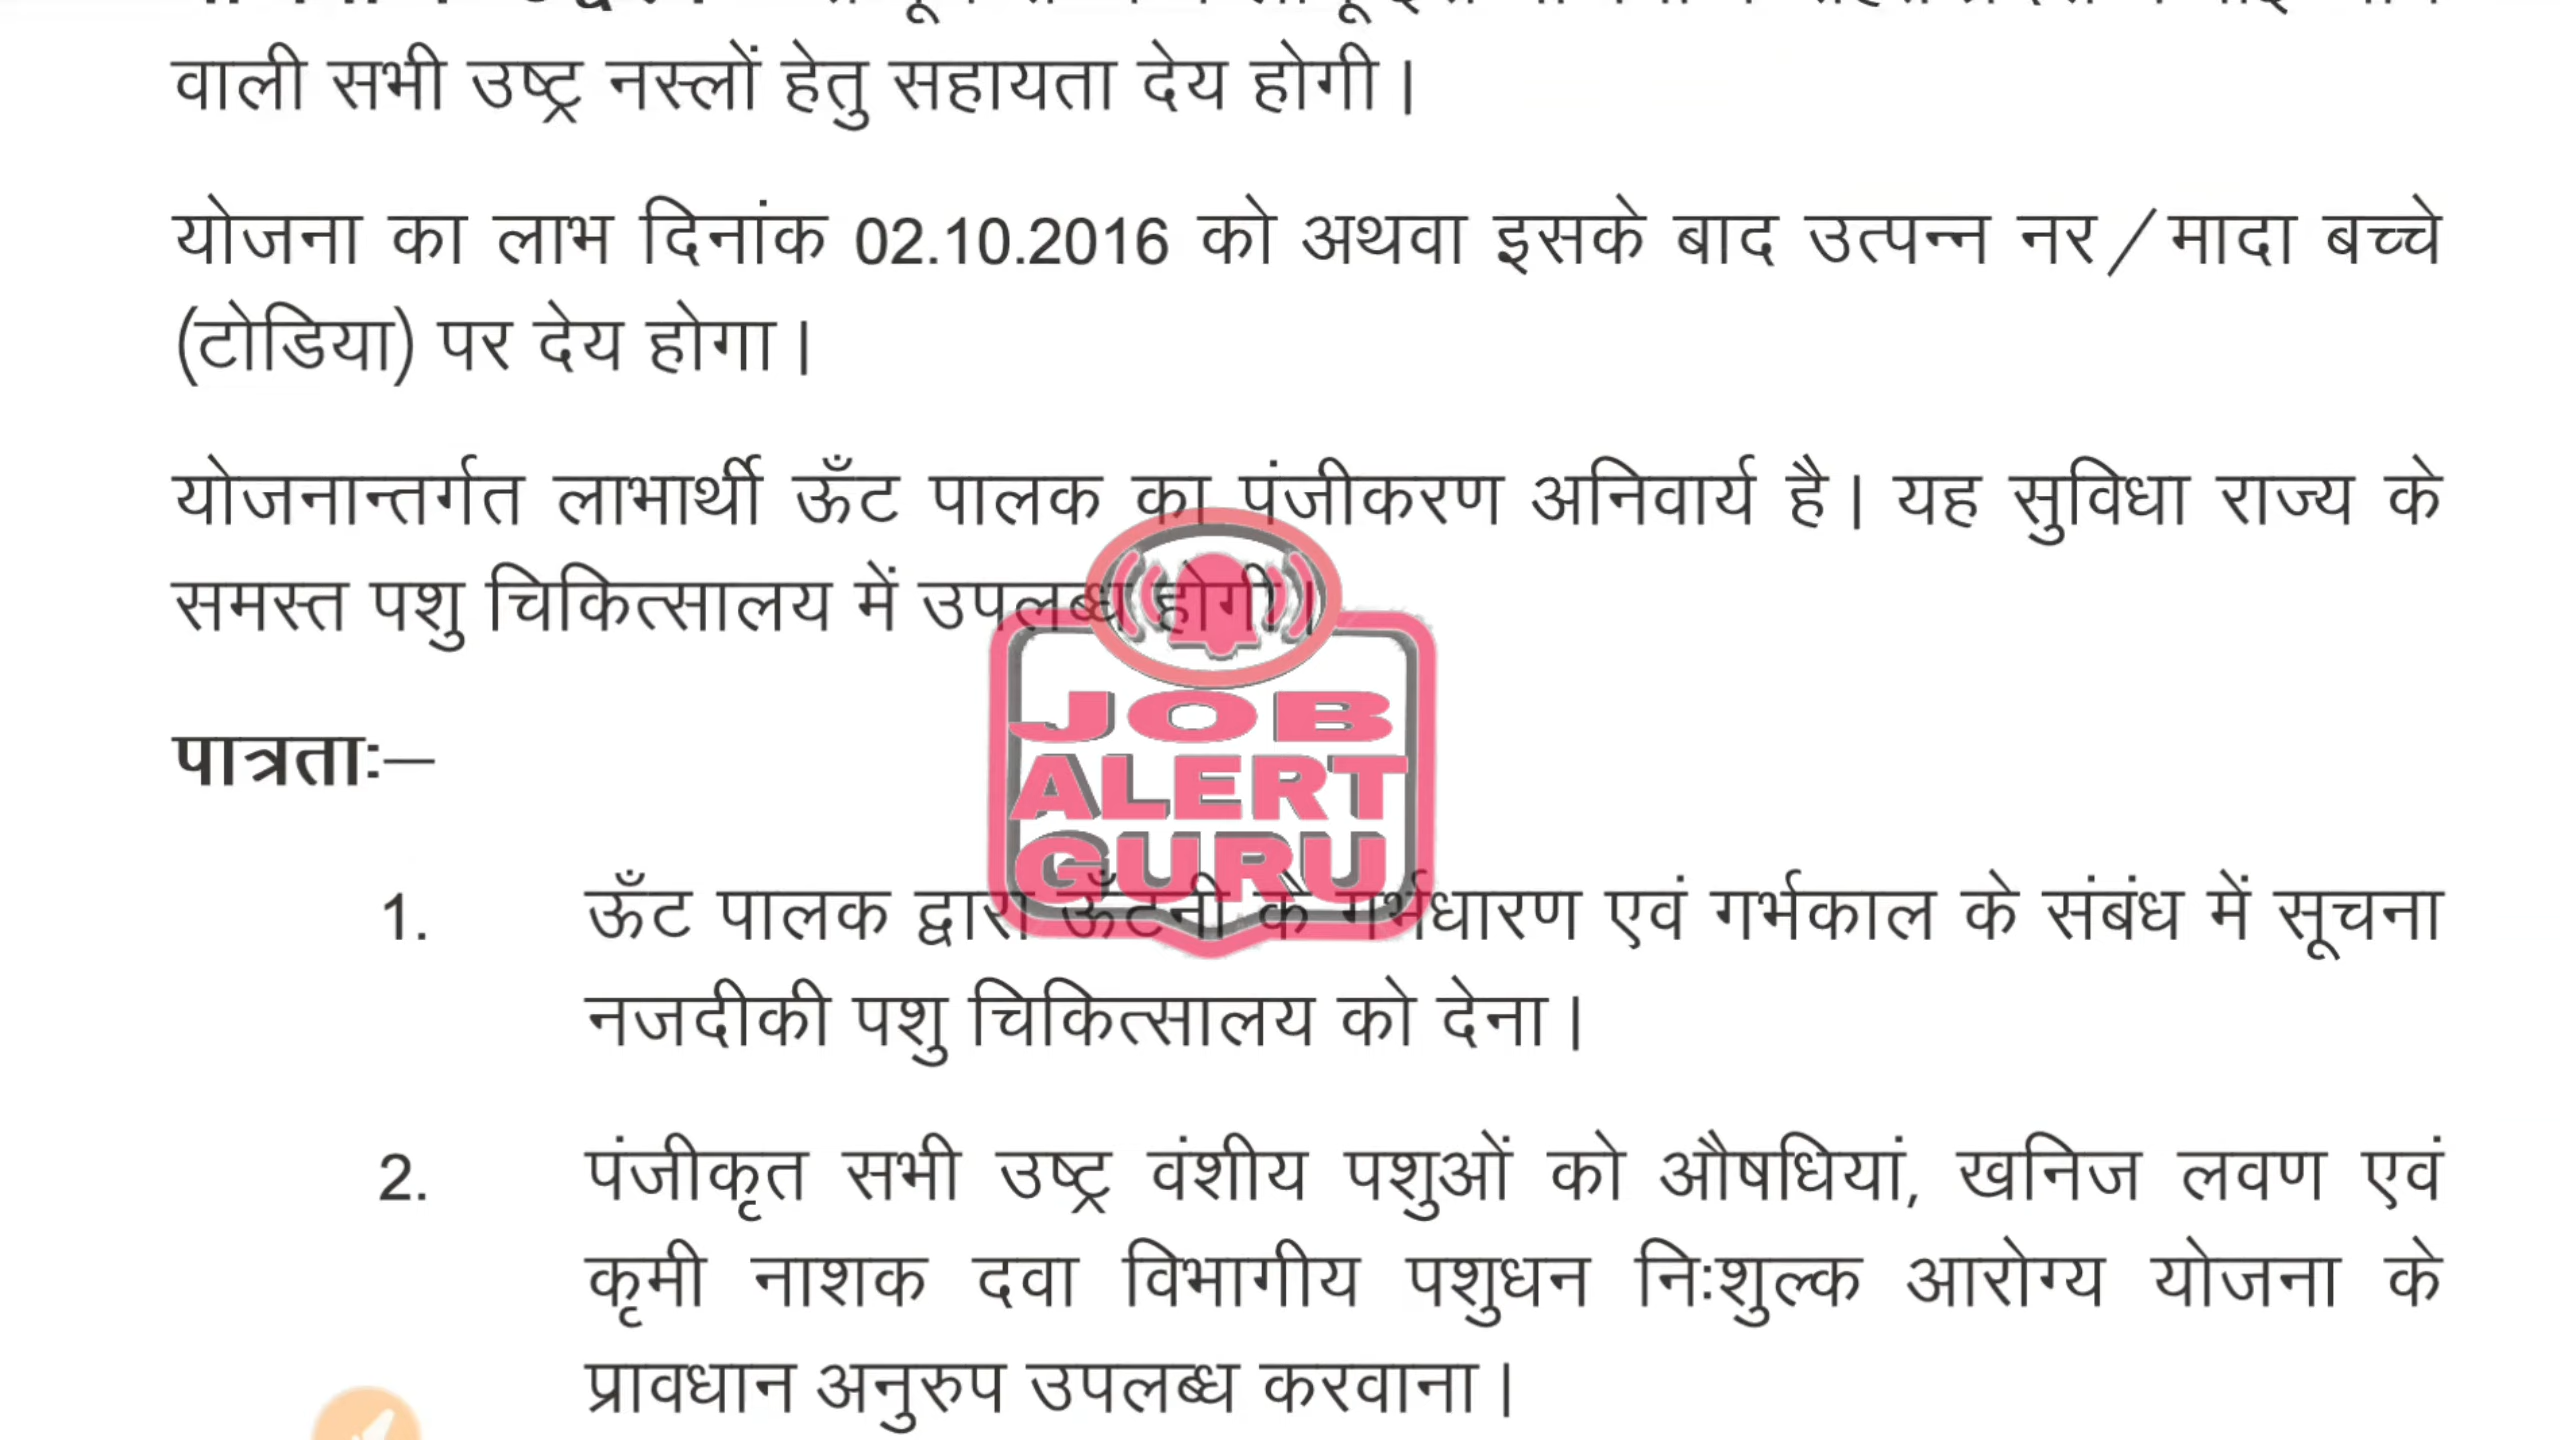 वाली सभी उष्ट्र नस्लों हेतु सहायता देय होगी।
योजना का लाभ दिनांक 02.10.2016 को अथवा इसके बाद उत्पन्न नर/मादा बच्चे
(टोडिया) पर देय होगा।
योजनान्तर्गत लाभार्थी ऊँट पालक का पंजीकरण अनिवार्य है। यह सुविधा राज्य के
समस्त पशु चिकित्सालय में उपलब्ध होगी।
JOB
ALERT
GURU
पात्रताः–
1. ऊँट पालक द्वारा ऊँटनी के गर्भधारण एवं गर्भकाल के संबंध में सूचना
नजदीकी पशु चिकित्सालय को देना।
2. पंजीकृत सभी उष्ट्र वंशीय पशुओं को औषधियां, खनिज लवण एवं
कृमी नाशक दवा विभागीय पशुधन निःशुल्क आरोग्य योजना के
प्रावधान अनुरुप उपलब्ध करवाना।